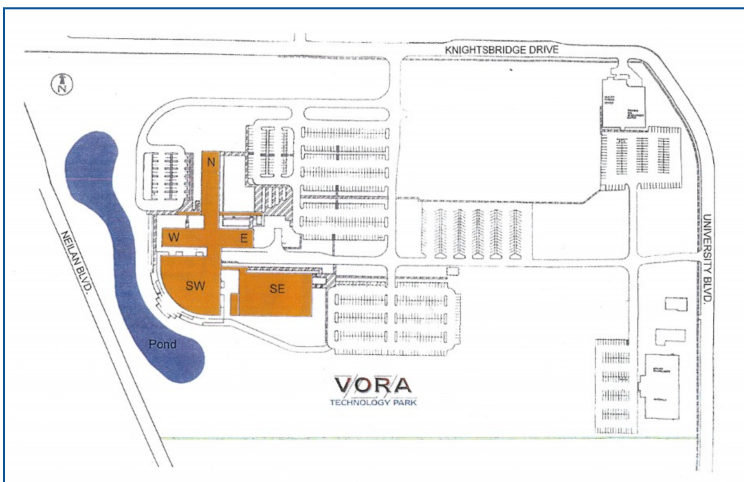 KNIGHTSBRIDGE DRIVE
N
N
W
E
SW
SE
NEILAN BLVD.
UNIVERSITY BLVD.
Pond
VORA
TECHNOLOGY PARK